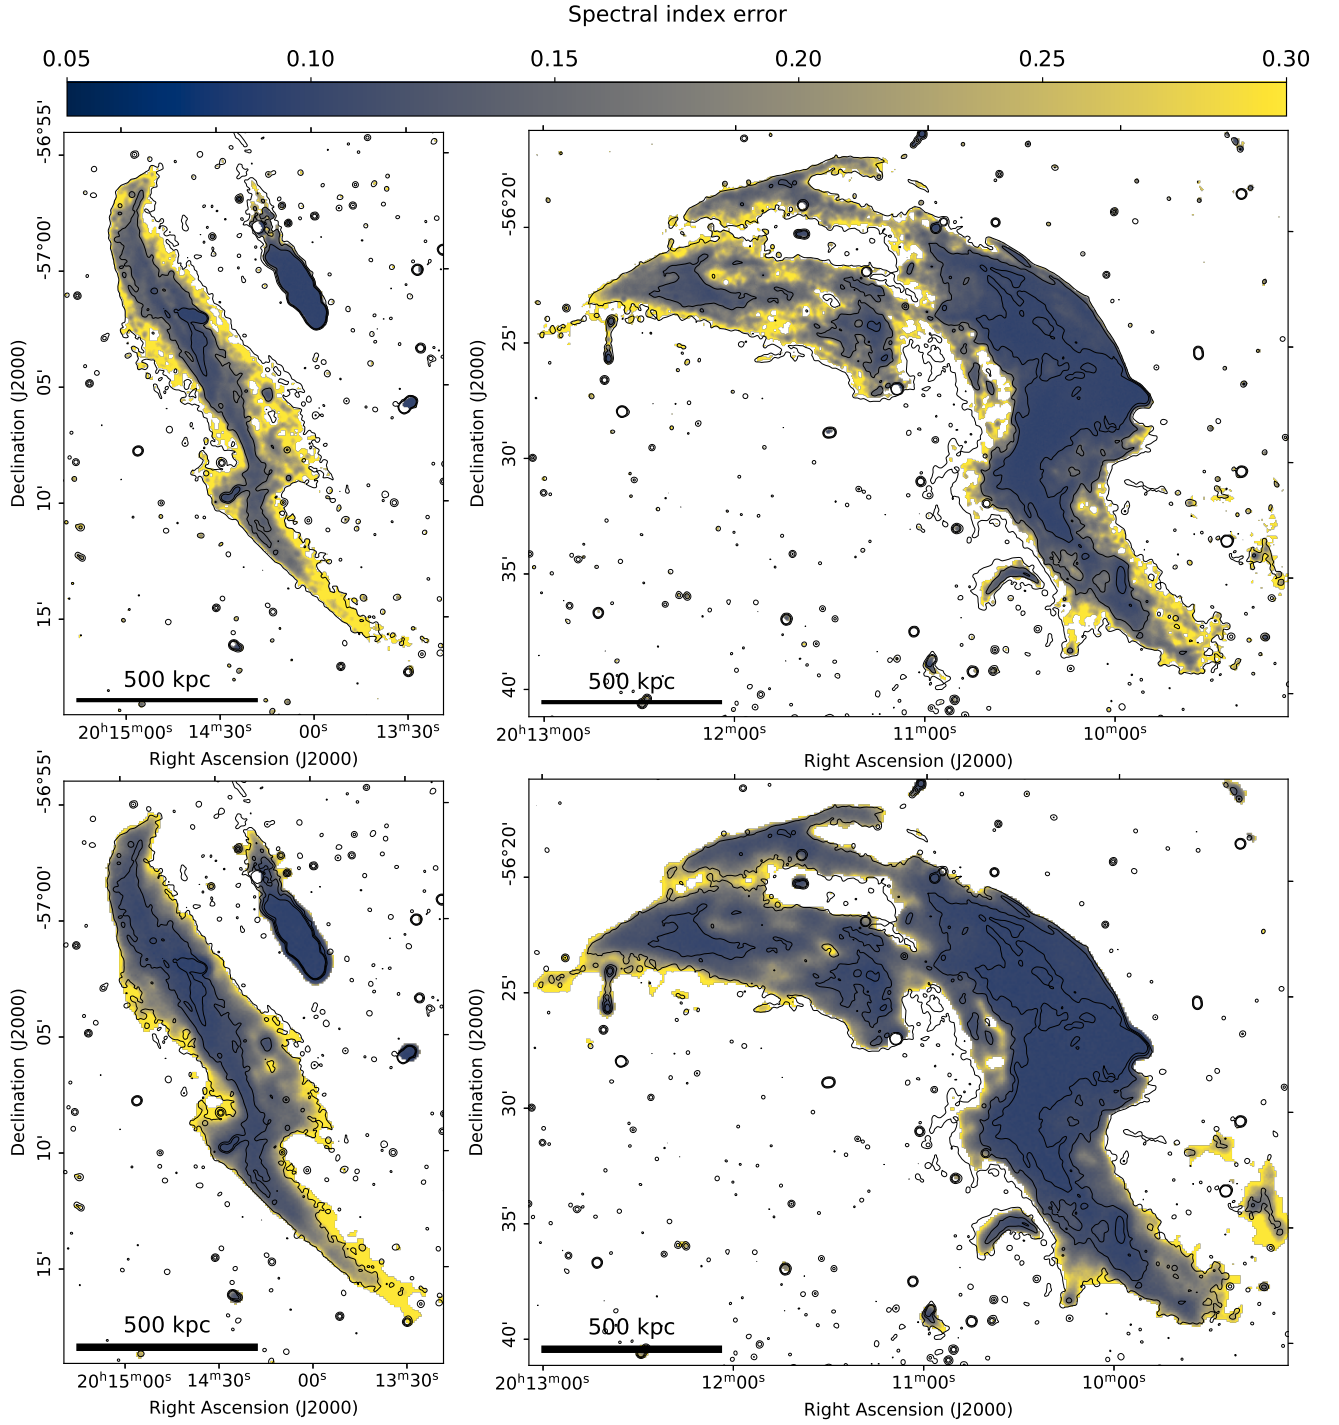 Spectral index error
0.05 0.10 0.15 0.20 0.25 0.30
-56°55'
-57°00'
05'
10'
15'
Declination (J2000)
500 kpc
20ʰ15ᵐ00ˢ 14ᵐ30ˢ 00ˢ 13ᵐ30ˢ
Right Ascension (J2000)
-56°20'
25'
30'
35'
40'
Declination (J2000)
500 kpc
20ʰ13ᵐ00ˢ 12ᵐ00ˢ 11ᵐ00ˢ 10ᵐ00ˢ
Right Ascension (J2000)
-56°55'
-57°00'
05'
10'
15'
Declination (J2000)
500 kpc
20ʰ15ᵐ00ˢ 14ᵐ30ˢ 00ˢ 13ᵐ30ˢ
Right Ascension (J2000)
-56°20'
25'
30'
35'
40'
Declination (J2000)
500 kpc
20ʰ13ᵐ00ˢ 12ᵐ00ˢ 11ᵐ00ˢ 10ᵐ00ˢ
Right Ascension (J2000)